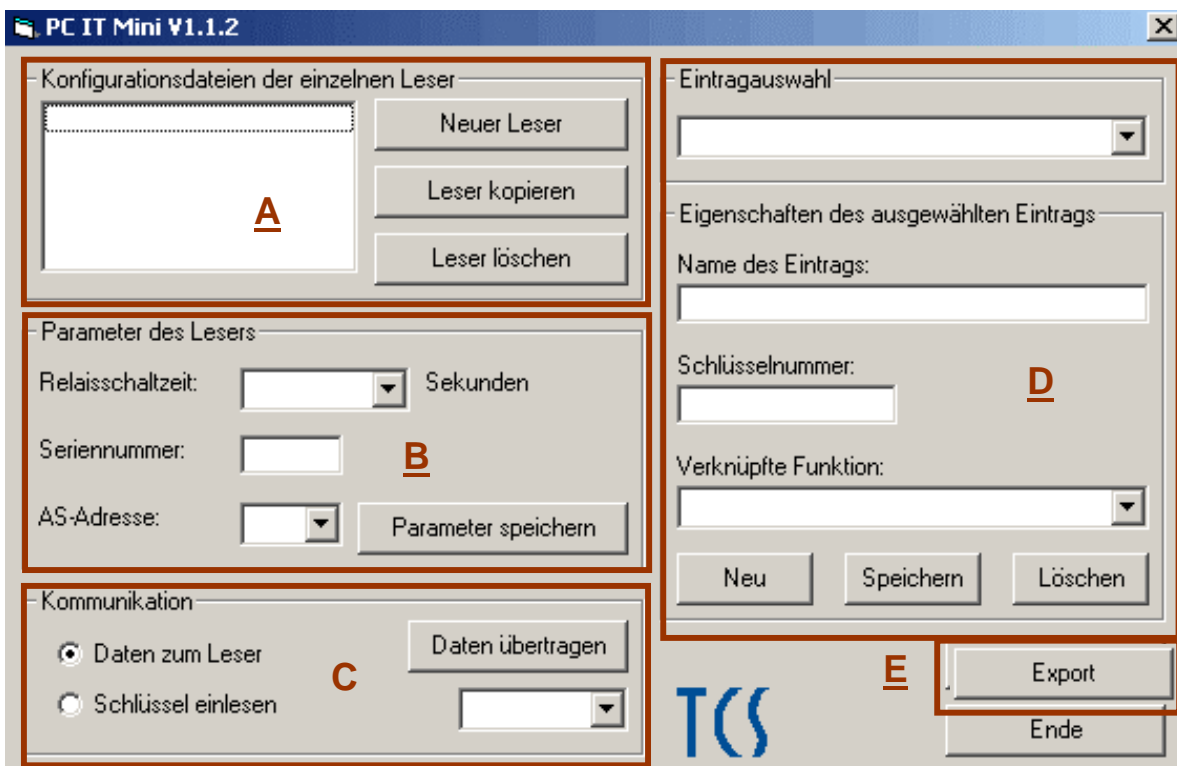 PC IT Mini V1.1.2
Konfigurationsdateien der einzelnen Leser
Neuer Leser
Leser kopieren
Leser löschen
A
Parameter des Lesers
Relaisschaltzeit:
Sekunden
Seriennummer:
B
AS-Adresse:
Parameter speichern
Kommunikation
Daten zum Leser
Daten übertragen
C
Schlüssel einlesen
Eintragauswahl
Eigenschaften des ausgewählten Eintrags
Name des Eintrags:
Schlüsselnummer:
D
Verknüpfte Funktion:
Neu
Speichern
Löschen
E
Export
TCS
Ende